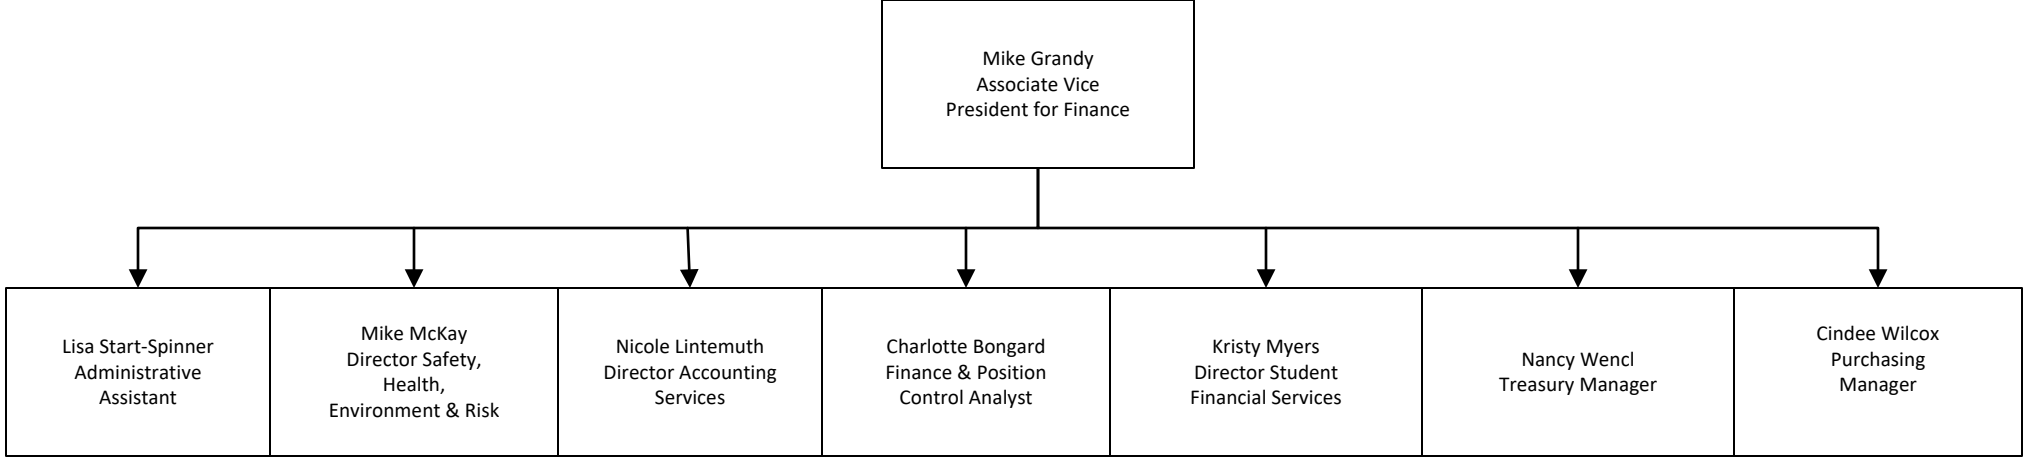 Mike Grandy
Associate Vice
President for Finance
Lisa Start-Spinner
Administrative
Assistant
Mike McKay
Director Safety,
Health,
Environment & Risk
Nicole Lintemuth
Director Accounting
Services
Charlotte Bongard
Finance & Position
Control Analyst
Kristy Myers
Director Student
Financial Services
Nancy Wencl
Treasury Manager
Cindee Wilcox
Purchasing
Manager